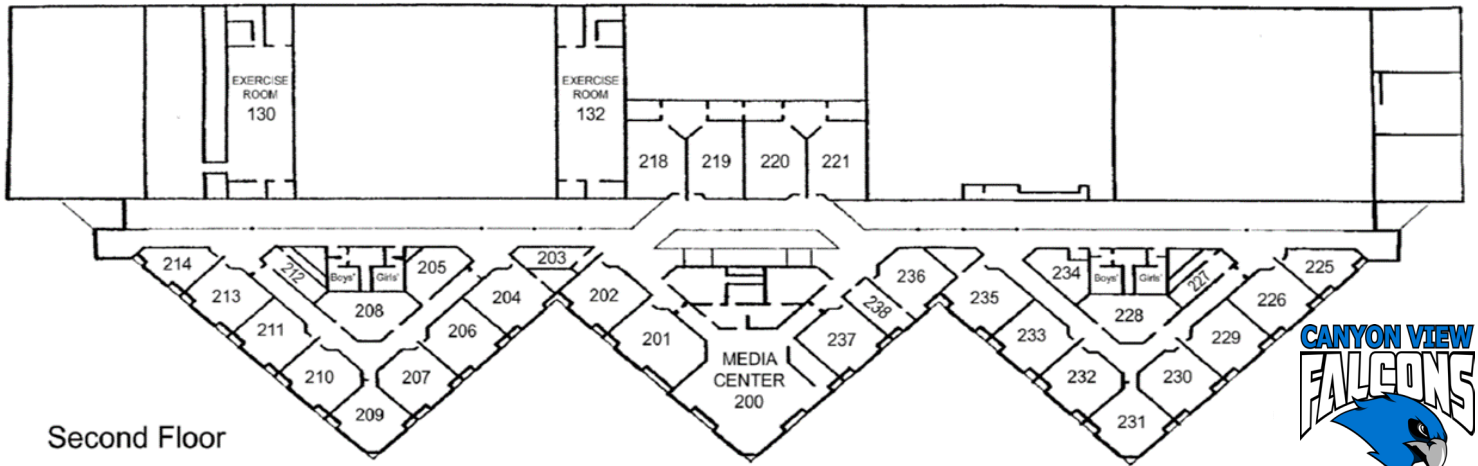 EXERCISE
ROOM
130
EXERCISE
ROOM
132
218
219
220
221
214
212
Boys'
Girls'
205
203
213
208
204
202
211
206
201
210
207
209
236
238
237
MEDIA
CENTER
200
234
Boys'
Girls'
227
225
235
228
226
233
229
232
230
231
Second Floor
CANYON VIEW
FALCONS